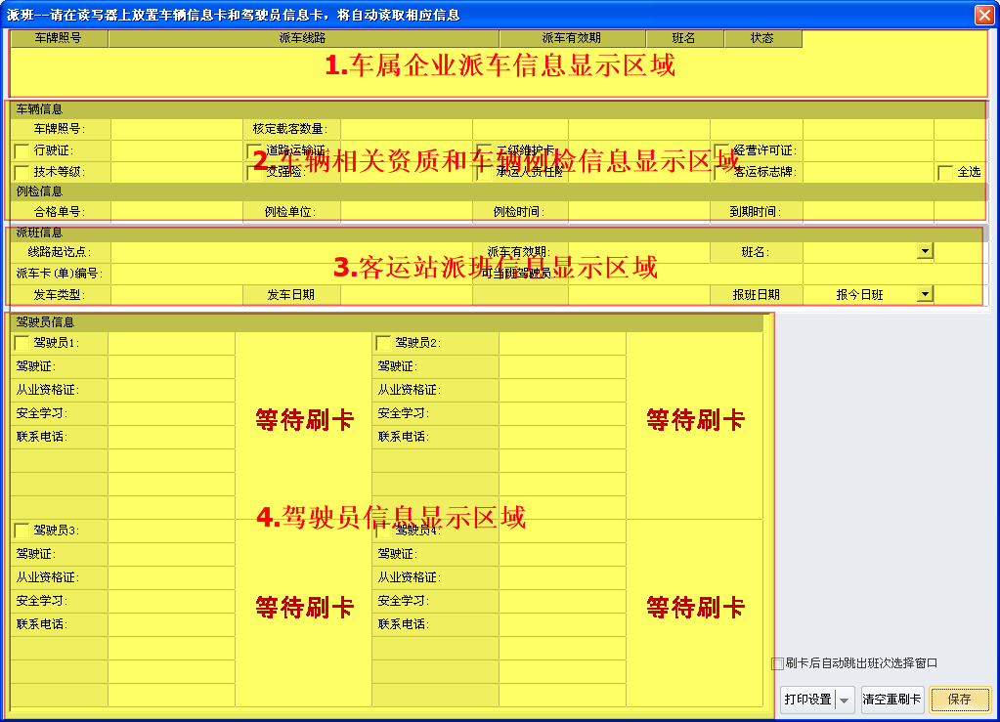 派班--请在读写器上放置车辆信息卡和驾驶员信息卡，将自动读取相应信息
车牌照号 派车线路 派车有效期 班名 状态
1.车属企业派车信息显示区域
车辆信息
车牌照号: 核定载客数量:
行驶证: 道路运输证: 二级维护卡: 经营许可证:
2.车辆相关资质和车辆例检信息显示区域
技术等级: 交强险: 承运人责任险 客运标志牌: 全选
例检信息
合格单号: 例检单位: 例检时间: 到期时间:
派班信息
线路起讫点: 派车有效期: 班名:
3.客运站派班信息显示区域
派车卡(单)编号: 可当班驾驶员
发车类型: 发车日期 报班日期 报今日班
驾驶员信息
驾驶员1: 驾驶员2:
驾驶证: 驾驶证:
从业资格证: 从业资格证:
安全学习: 等待刷卡 安全学习: 等待刷卡
联系电话: 联系电话:
4.驾驶员信息显示区域
驾驶员3: 驾驶员4:
驾驶证: 驾驶证:
从业资格证: 从业资格证:
安全学习: 等待刷卡 安全学习: 等待刷卡
联系电话: 联系电话:
刷卡后自动跳出班次选择窗口
打印设置 清空重刷卡 保存